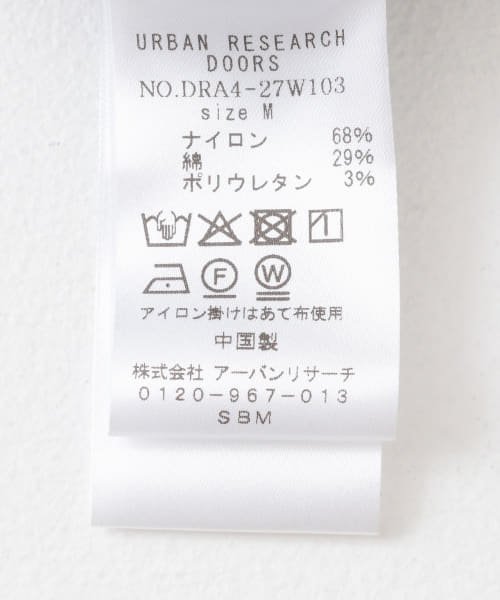 URBAN RESEARCH
DOORS
NO.DRA4-27W103
size M
ナイロン 68%
綿 29%
ポリウレタン 3%
F W
アイロン掛けはあて布使用
中国製
株式会社 アーバンリサーチ
0120-967-013
SBM